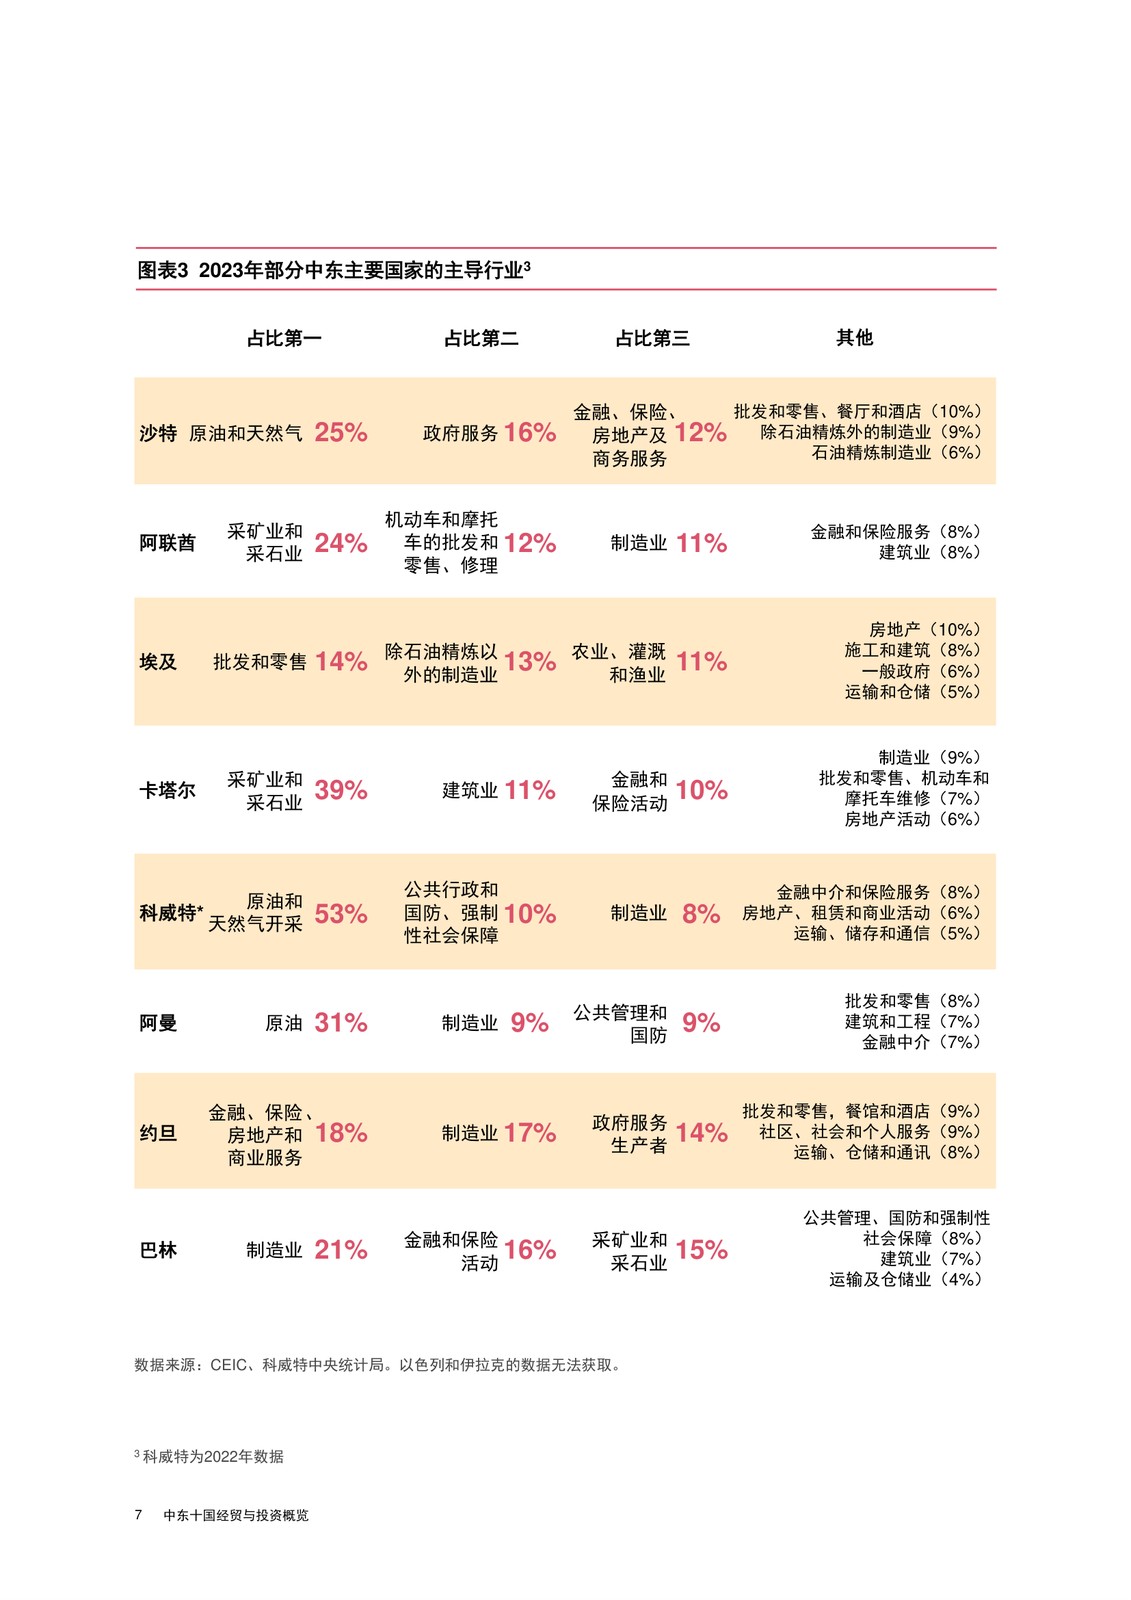 图表3 2023年部分中东主要国家的主导行业³
占比第一 占比第二 占比第三 其他
沙特 原油和天然气 25% 政府服务 16% 金融、保险、
房地产及
商务服务 12% 批发和零售、餐厅和酒店（10%）
除石油精炼外的制造业（9%）
石油精炼制造业（6%）
阿联酋 采矿业和
采石业 24% 机动车和摩托
车的批发和
零售、修理 12% 制造业 11% 金融和保险服务（8%）
建筑业（8%）
埃及 批发和零售 14% 除石油精炼以
外的制造业 13% 农业、灌溉
和渔业 11% 房地产（10%）
施工和建筑（8%）
一般政府（6%）
运输和仓储（5%）
卡塔尔 采矿业和
采石业 39% 建筑业 11% 金融和
保险活动 10% 制造业（9%）
批发和零售、机动车和
摩托车维修（7%）
房地产活动（6%）
科威特* 原油和
天然气开采 53% 公共行政和
国防、强制
性社会保障 10% 制造业 8% 金融中介和保险服务（8%）
房地产、租赁和商业活动（6%）
运输、储存和通信（5%）
阿曼 原油 31% 制造业 9% 公共管理和
国防 9% 批发和零售（8%）
建筑和工程（7%）
金融中介（7%）
约旦 金融、保险、
房地产和
商业服务 18% 制造业 17% 政府服务
生产者 14% 批发和零售，餐馆和酒店（9%）
社区、社会和个人服务（9%）
运输、仓储和通讯（8%）
巴林 制造业 21% 金融和保险
活动 16% 采矿业和
采石业 15% 公共管理、国防和强制性
社会保障（8%）
建筑业（7%）
运输及仓储业（4%）
数据来源：CEIC、科威特中央统计局。以色列和伊拉克的数据无法获取。
³ 科威特为2022年数据
7 中东十国经贸与投资概览